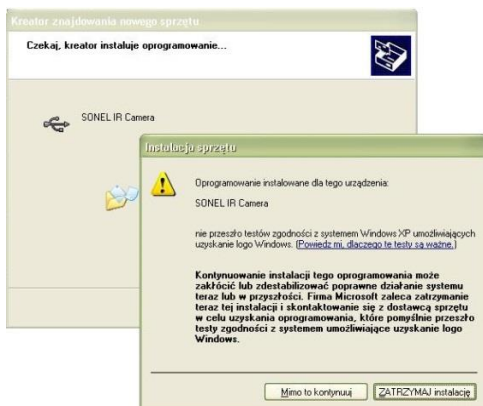 Kreator znajdowania nowego sprzętu
Czekaj, kreator instaluje oprogramowanie...
SONEL IR Camera
Instalacja sprzętu
Oprogramowanie instalowane dla tego urządzenia:
SONEL IR Camera
nie przeszło testów zgodności z systemem Windows XP umożliwiających
uzyskanie logo Windows. (Powiedz mi, dlaczego te testy są ważne.)
Kontynuowanie instalacji tego oprogramowania może
zakłócić lub zdestabilizować poprawne działanie systemu
teraz lub w przyszłości. Firma Microsoft zaleca zatrzymanie
teraz tej instalacji i skontaktowanie się z dostawcą sprzętu
w celu uzyskania oprogramowania, które pomyślnie przeszło
testy zgodności z systemem umożliwiające uzyskanie logo
Windows.
Mimo to kontynuuj
ZATRZYMAJ instalację